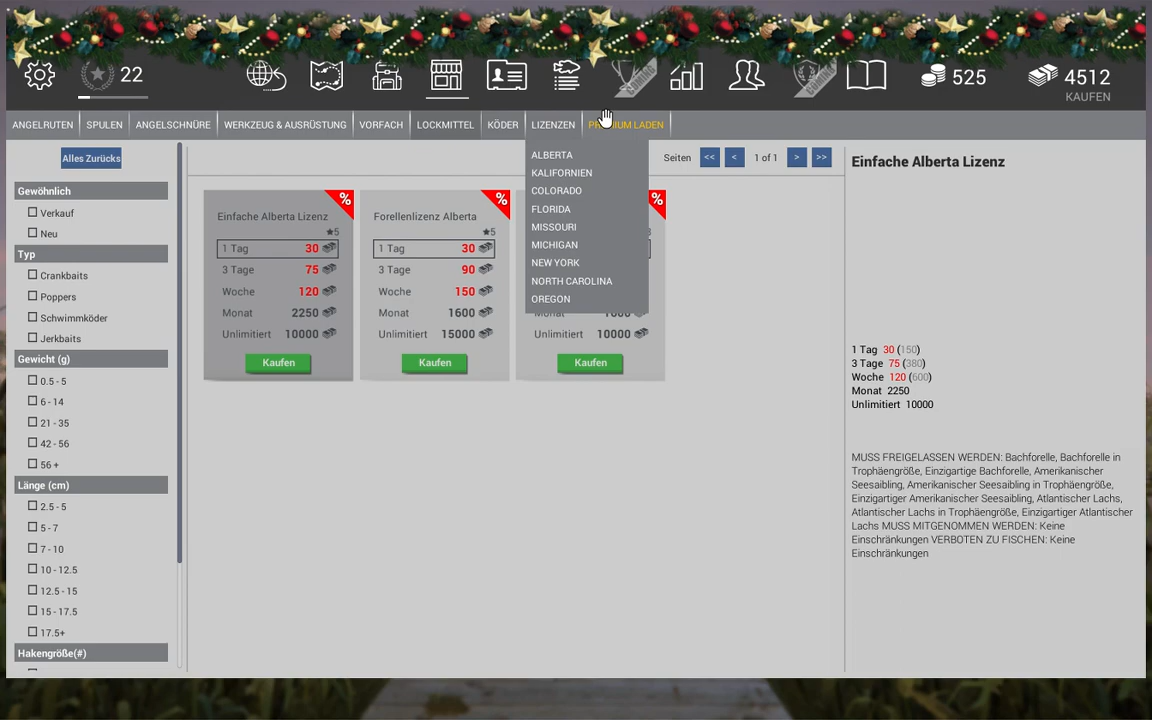 22
COMING
COMING
525
4512
KAUFEN
ANGELRUTEN
SPULEN
ANGELSCHNÜRE
WERKZEUG & AUSRÜSTUNG
VORFACH
LOCKMITTEL
KÖDER
LIZENZEN
PREMIUM LADEN
Alles Zurücks
Gewöhnlich
Verkauf
Neu
Typ
Crankbaits
Poppers
Schwimmköder
Jerkbaits
Gewicht (g)
0.5 - 5
6 - 14
21 - 35
42 - 56
56 +
Länge (cm)
2.5 - 5
5 - 7
7 - 10
10 - 12.5
12.5 - 15
15 - 17.5
17.5+
Hakengröße(#)
Seiten << < 1 of 1 > >>
ALBERTA
KALIFORNIEN
COLORADO
FLORIDA
MISSOURI
MICHIGAN
NEW YORK
NORTH CAROLINA
OREGON
Einfache Alberta Lizenz
%
★5
1 Tag 30
3 Tage 75
Woche 120
Monat 2250
Unlimitiert 10000
Kaufen
Forellenlizenz Alberta
%
★5
1 Tag 30
3 Tage 90
Woche 150
Monat 1600
Unlimitiert 15000
Kaufen
%
Unlimitiert 10000
Kaufen
Einfache Alberta Lizenz
1 Tag 30 (150)
3 Tage 75 (380)
Woche 120 (600)
Monat 2250
Unlimitiert 10000
MUSS FREIGELASSEN WERDEN: Bachforelle, Bachforelle in
Trophäengröße, Einzigartige Bachforelle, Amerikanischer
Seesaibling, Amerikanischer Seesaibling in Trophäengröße,
Einzigartiger Amerikanischer Seesaibling, Atlantischer Lachs,
Atlantischer Lachs in Trophäengröße, Einzigartiger Atlantischer
Lachs MUSS MITGENOMMEN WERDEN: Keine
Einschränkungen VERBOTEN ZU FISCHEN: Keine
Einschränkungen